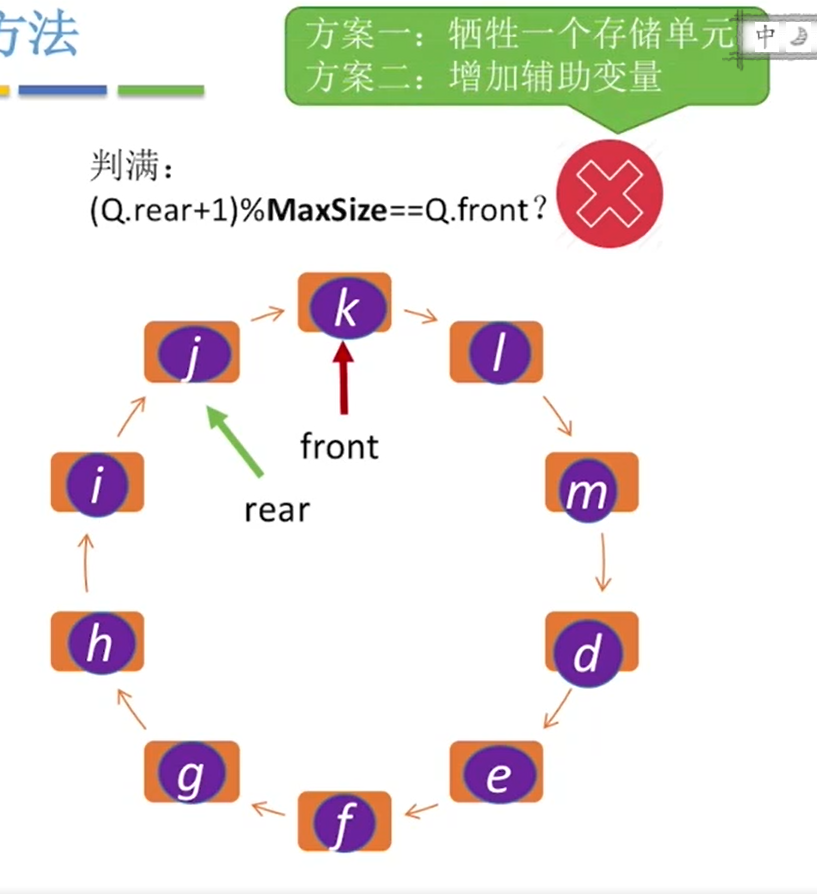 方法
方案一：牺牲一个存储单元
中
方案二：增加辅助变量
判满：
(Q.rear+1)%MaxSize==Q.front？
k
j
l
front
i
m
rear
h
d
g
e
f